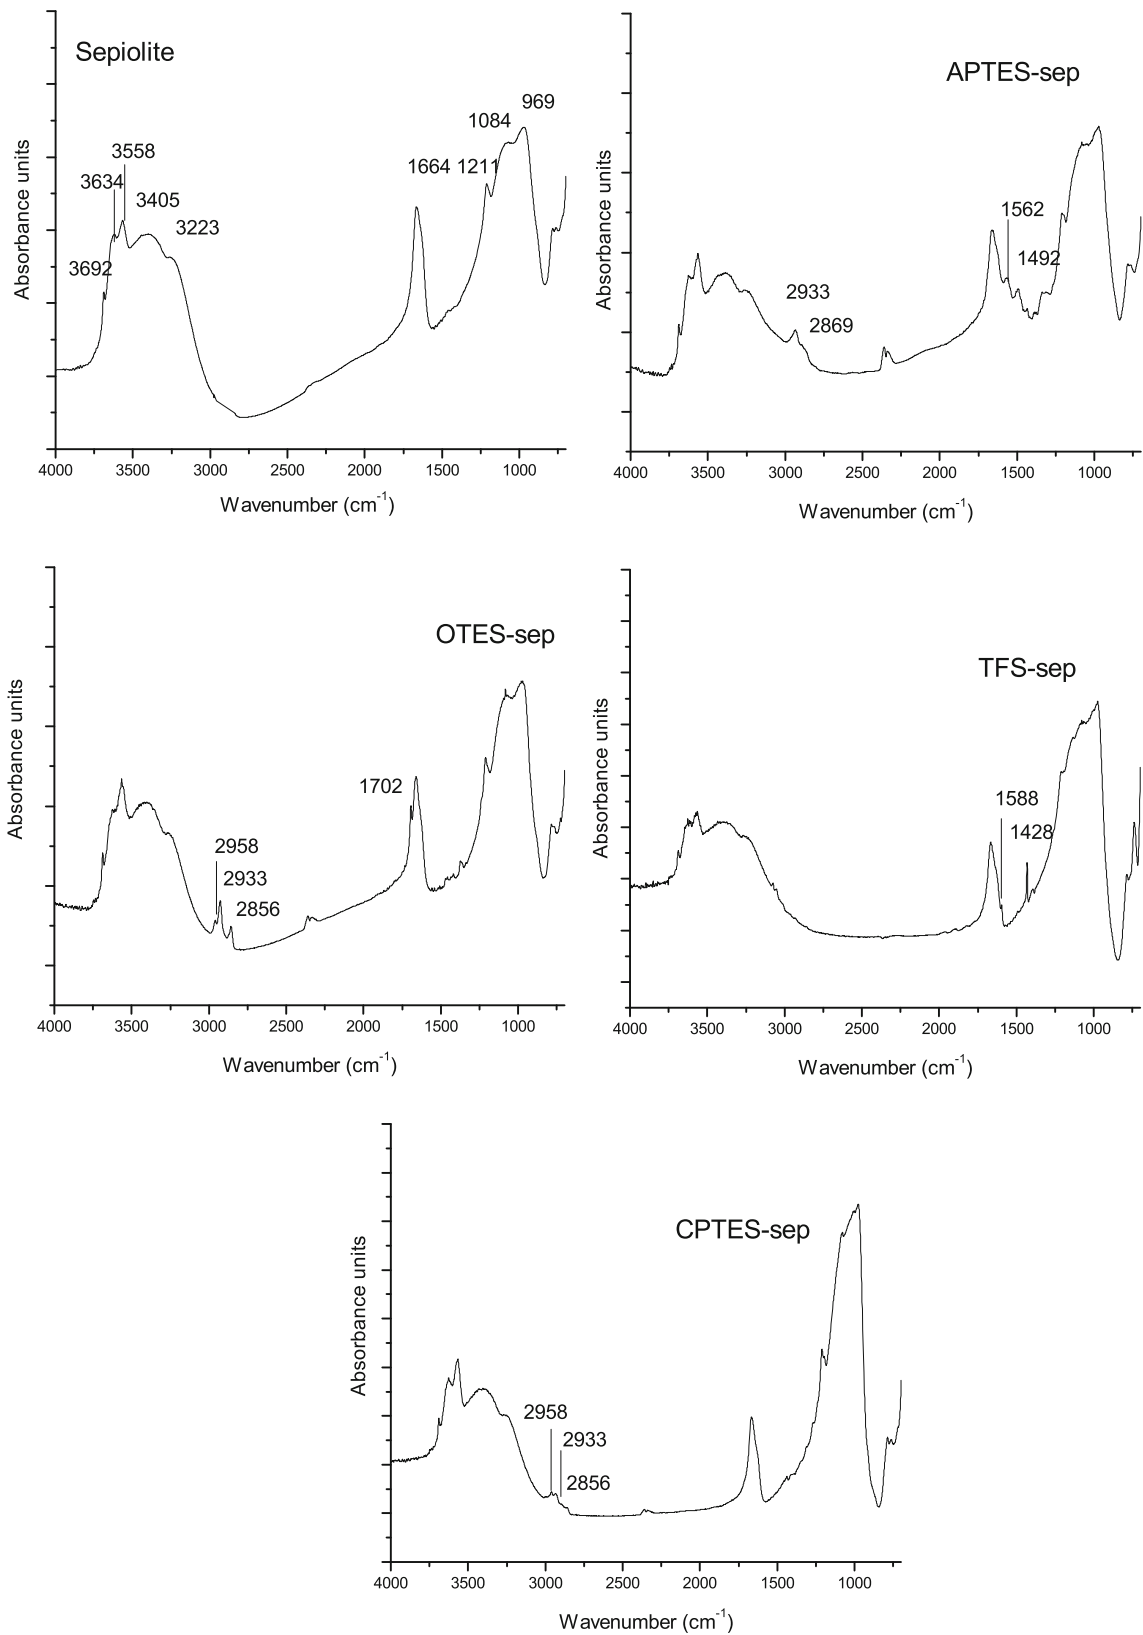 Sepiolite
969
1084
3558
1664 1211
3634
3405
3223
3692
Absorbance units
4000 3500 3000 2500 2000 1500 1000
Wavenumber (cm-1)
APTES-sep
1562
1492
2933
2869
Absorbance units
4000 3500 3000 2500 2000 1500 1000
Wavenumber (cm-1)
OTES-sep
1702
2958
2933
2856
Absorbance units
4000 3500 3000 2500 2000 1500 1000
Wavenumber (cm-1)
TFS-sep
1588
1428
Absorbance units
4000 3500 3000 2500 2000 1500 1000
Wavenumber (cm-1)
CPTES-sep
2958
2933
2856
Absorbance units
4000 3500 3000 2500 2000 1500 1000
Wavenumber (cm-1)